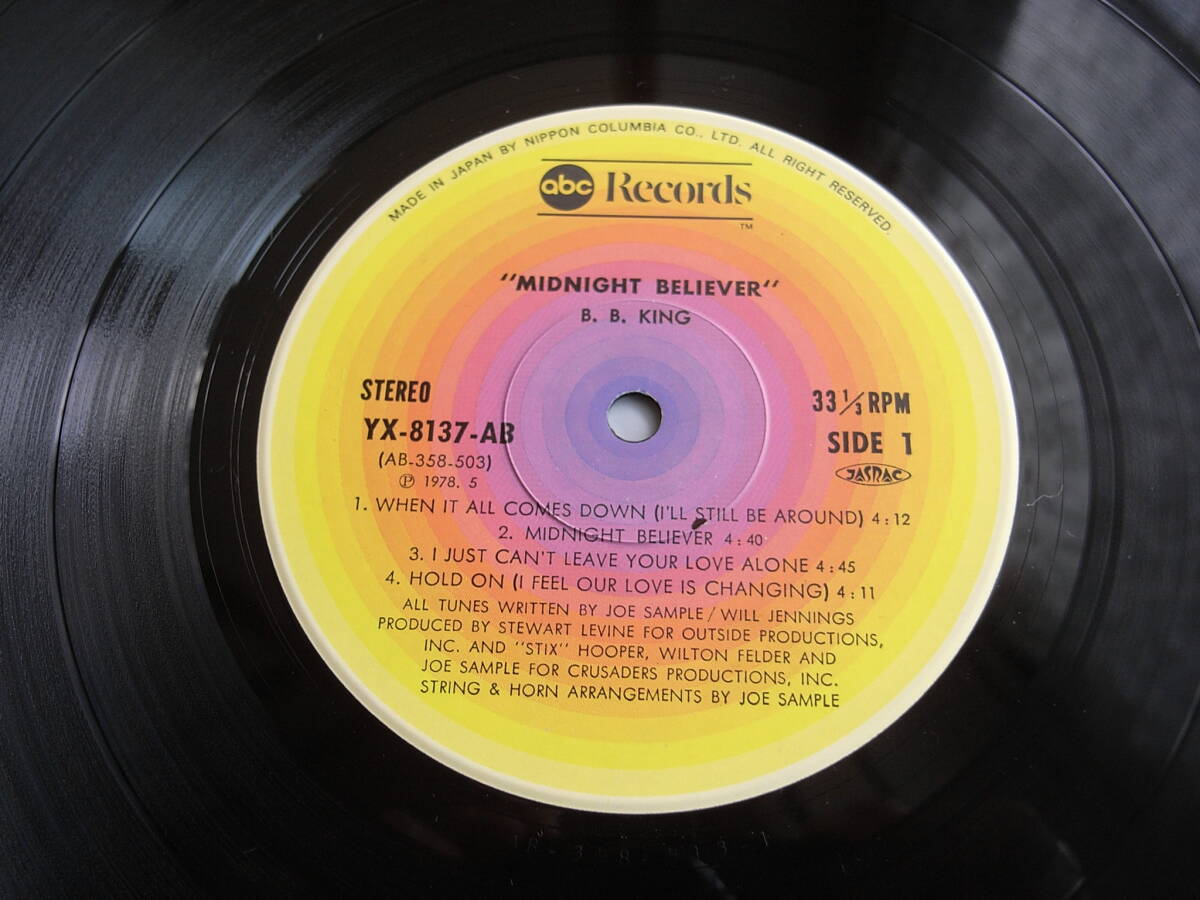 MADE IN JAPAN BY NIPPON COLUMBIA CO., LTD. ALL RIGHT RESERVED.
abc Records TM
"MIDNIGHT BELIEVER"
B. B. KING
STEREO
33 1/3 RPM
YX-8137-AB
SIDE 1
(AB-358-503)
JASRAC
Ⓟ 1978. 5
1. WHEN IT ALL COMES DOWN (I'LL STILL BE AROUND) 4:12
2. MIDNIGHT BELIEVER 4:40
3. I JUST CAN'T LEAVE YOUR LOVE ALONE 4:45
4. HOLD ON (I FEEL OUR LOVE IS CHANGING) 4:11
ALL TUNES WRITTEN BY JOE SAMPLE / WILL JENNINGS
PRODUCED BY STEWART LEVINE FOR OUTSIDE PRODUCTIONS,
INC. AND "STIX" HOOPER, WILTON FELDER AND
JOE SAMPLE FOR CRUSADERS PRODUCTIONS, INC.
STRING & HORN ARRANGEMENTS BY JOE SAMPLE